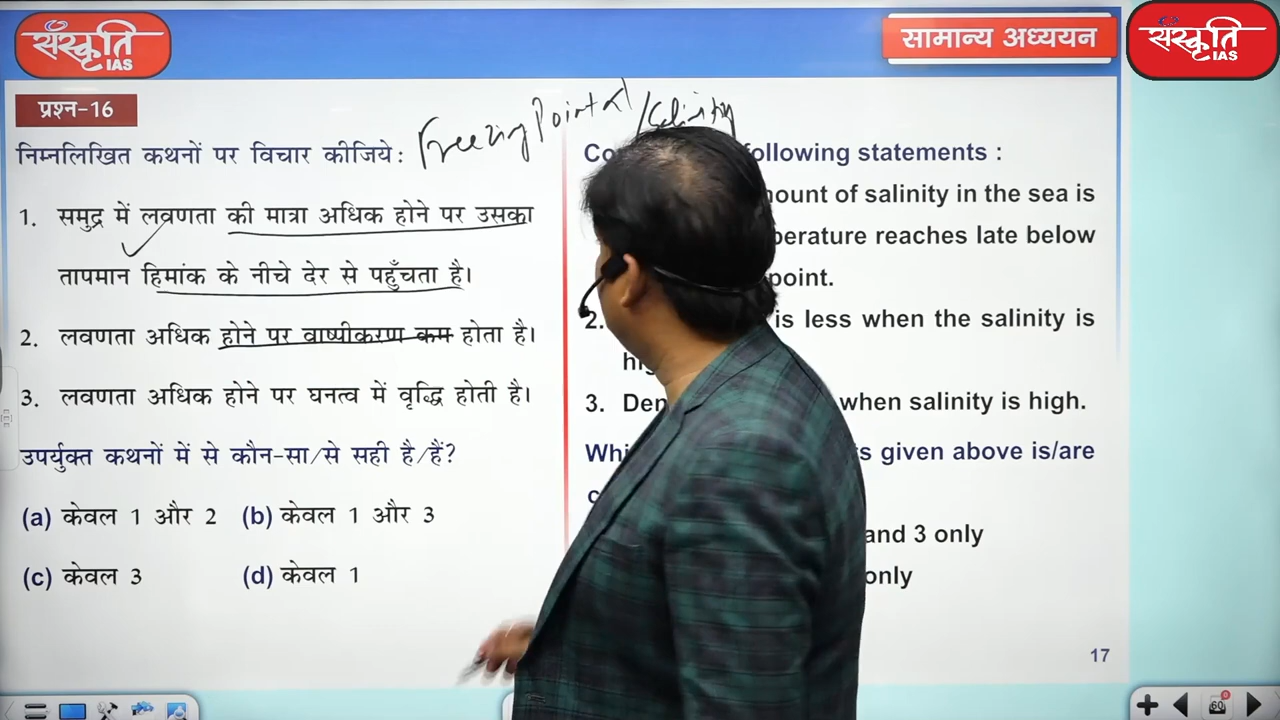 संस्कृति
IAS
सामान्य अध्ययन
संस्कृति
IAS
प्रश्न-16
Freezing Point α 1/Salinity
निम्नलिखित कथनों पर विचार कीजिये :
1. समुद्र में लवणता की मात्रा अधिक होने पर उसका
तापमान हिमांक के नीचे देर से पहुँचता है।
2. लवणता अधिक होने पर वाष्पीकरण कम होता है।
3. लवणता अधिक होने पर घनत्व में वृद्धि होती है।
उपर्युक्त कथनों में से कौन-सा/से सही है/हैं?
(a) केवल 1 और 2 (b) केवल 1 और 3
(c) केवल 3 (d) केवल 1
following statements :
of salinity in the sea is
reaches late below
point.
2. is less when the salinity is
3. when salinity is high.
given above is/are
and 3 only
only
17
60